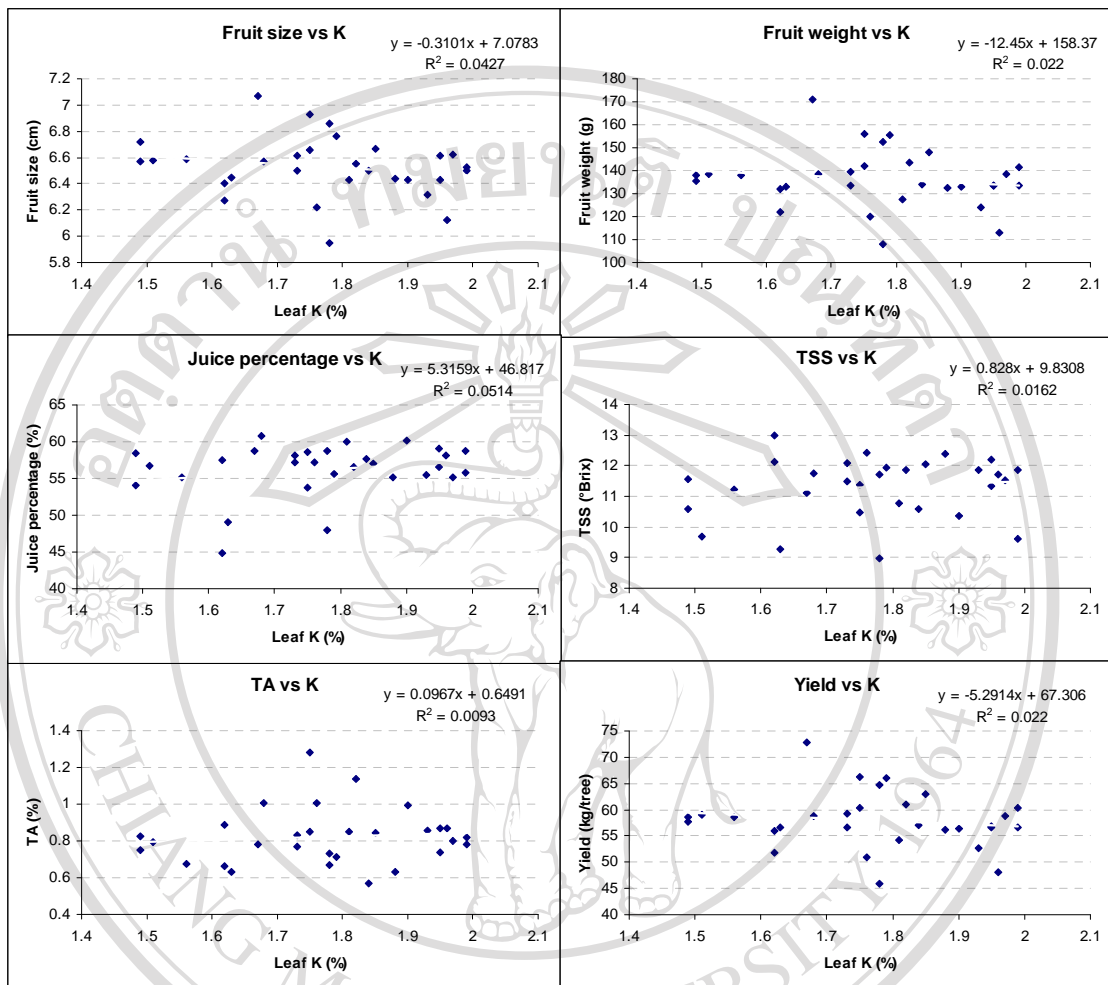 Fruit size vs K
y = -0.3101x + 7.0783
R² = 0.0427
Fruit size (cm)
7.2
7
6.8
6.6
6.4
6.2
6
5.8
1.4 1.5 1.6 1.7 1.8 1.9 2 2.1
Leaf K (%)
Fruit weight vs K
y = -12.45x + 158.37
R² = 0.022
Fruit weight (g)
180
170
160
150
140
130
120
110
100
1.4 1.5 1.6 1.7 1.8 1.9 2 2.1
Leaf K (%)
Juice percentage vs K
y = 5.3159x + 46.817
R² = 0.0514
Juice percentage (%)
65
60
55
50
45
40
1.4 1.5 1.6 1.7 1.8 1.9 2 2.1
Leaf K (%)
TSS vs K
y = 0.828x + 9.8308
R² = 0.0162
TSS (°Brix)
14
13
12
11
10
9
8
1.4 1.5 1.6 1.7 1.8 1.9 2 2.1
Leaf K (%)
TA vs K
y = 0.0967x + 0.6491
R² = 0.0093
TA (%)
1.4
1.2
1
0.8
0.6
0.4
1.4 1.5 1.6 1.7 1.8 1.9 2 2.1
Leaf K (%)
Yield vs K
y = -5.2914x + 67.306
R² = 0.022
Yield (kg/tree)
75
70
65
60
55
50
45
40
1.4 1.5 1.6 1.7 1.8 1.9 2 2.1
Leaf K (%)
CHIANG
1964